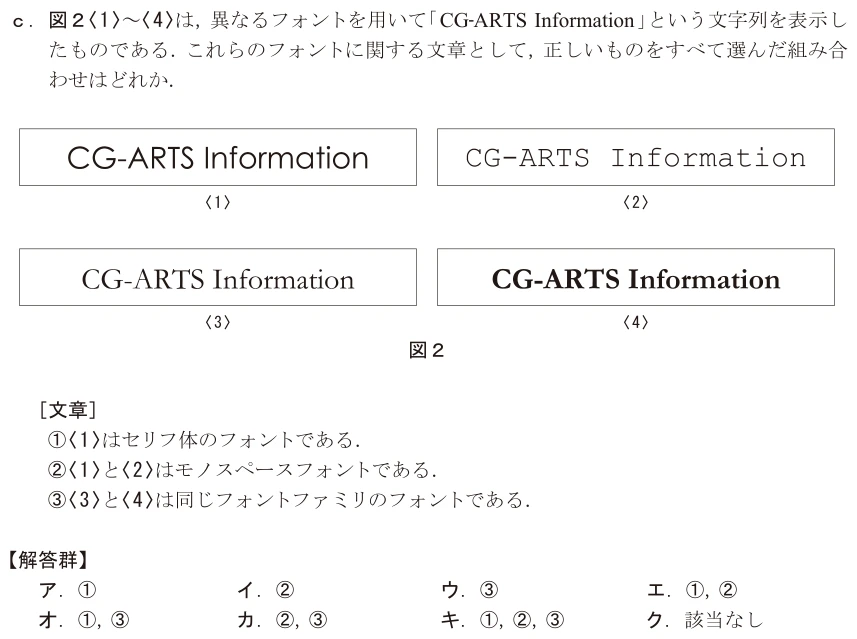 c．図2〈1〉～〈4〉は，異なるフォントを用いて「CG-ARTS Information」という文字列を表示し
たものである．これらのフォントに関する文章として，正しいものをすべて選んだ組み合
わせはどれか．
CG-ARTS Information
CG-ARTS Information
〈1〉
〈2〉
CG-ARTS Information
CG-ARTS Information
〈3〉
〈4〉
図2
［文章］
①〈1〉はセリフ体のフォントである．
②〈1〉と〈2〉はモノスペースフォントである．
③〈3〉と〈4〉は同じフォントファミリのフォントである．
【解答群】
ア．① イ．② ウ．③ エ．①，②
オ．①，③ カ．②，③ キ．①，②，③ ク．該当なし